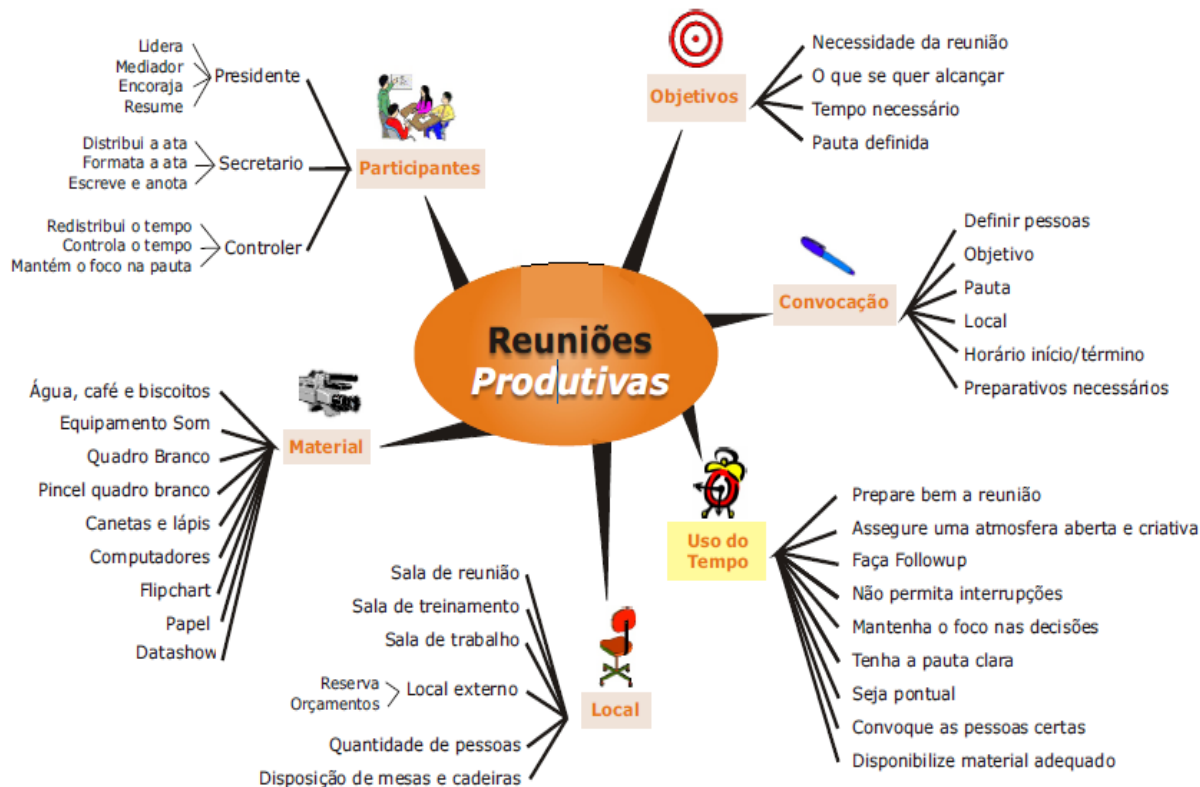 Reuniões
Produtivas
Participantes
Presidente
Lidera
Mediador
Encoraja
Resume
Secretario
Distribui a ata
Formata a ata
Escreve e anota
Controler
Redistribui o tempo
Controla o tempo
Mantém o foco na pauta
Objetivos
Necessidade da reunião
O que se quer alcançar
Tempo necessário
Pauta definida
Convocação
Definir pessoas
Objetivo
Pauta
Local
Horário início/término
Preparativos necessários
Uso do
Tempo
Prepare bem a reunião
Assegure uma atmosfera aberta e criativa
Faça Followup
Não permita interrupções
Mantenha o foco nas decisões
Tenha a pauta clara
Seja pontual
Convoque as pessoas certas
Disponibilize material adequado
Local
Sala de reunião
Sala de treinamento
Sala de trabalho
Local externo
Reserva
Orçamentos
Quantidade de pessoas
Disposição de mesas e cadeiras
Material
Água, café e biscoitos
Equipamento Som
Quadro Branco
Pincel quadro branco
Canetas e lápis
Computadores
Flipchart
Papel
Datashow